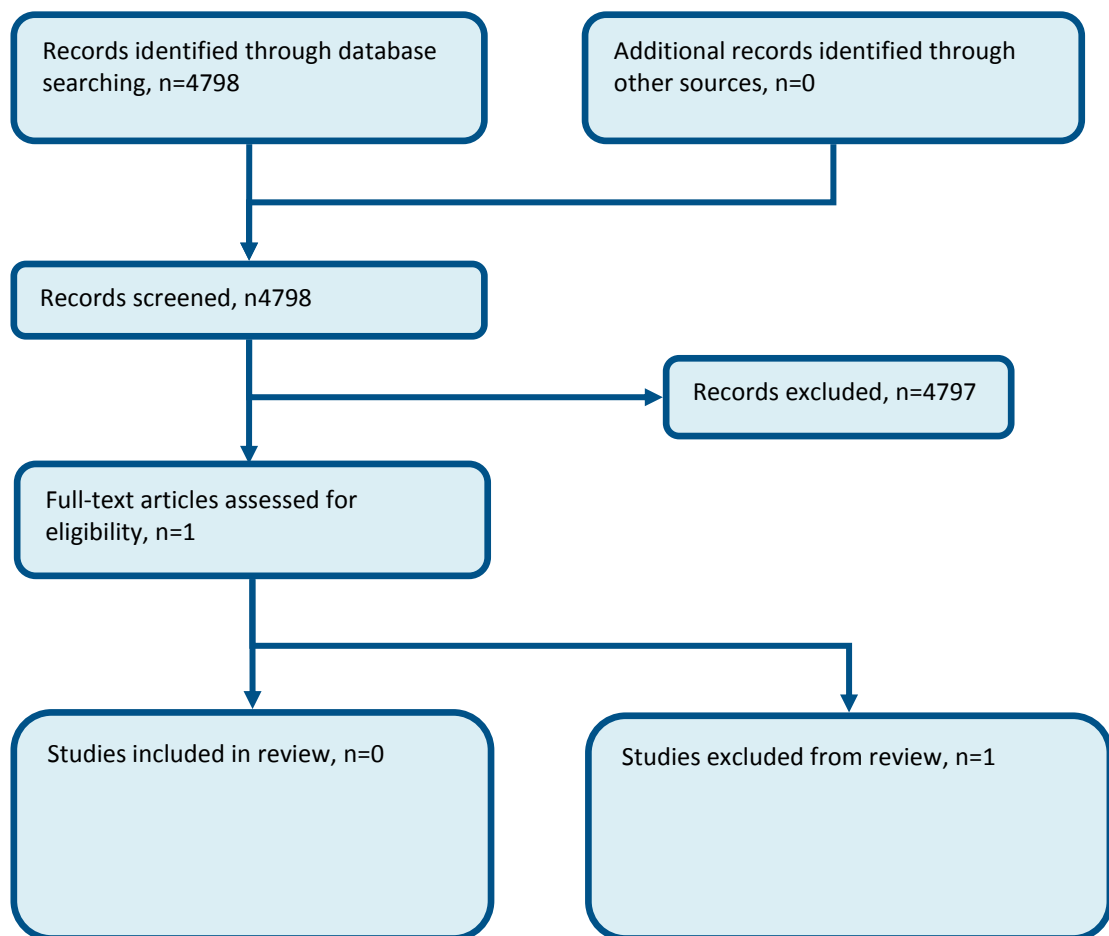 Records identified through database
searching, n=4798
Additional records identified through
other sources, n=0
Records screened, n4798
Records excluded, n=4797
Full-text articles assessed for
eligibility, n=1
Studies included in review, n=0
Studies excluded from review, n=1